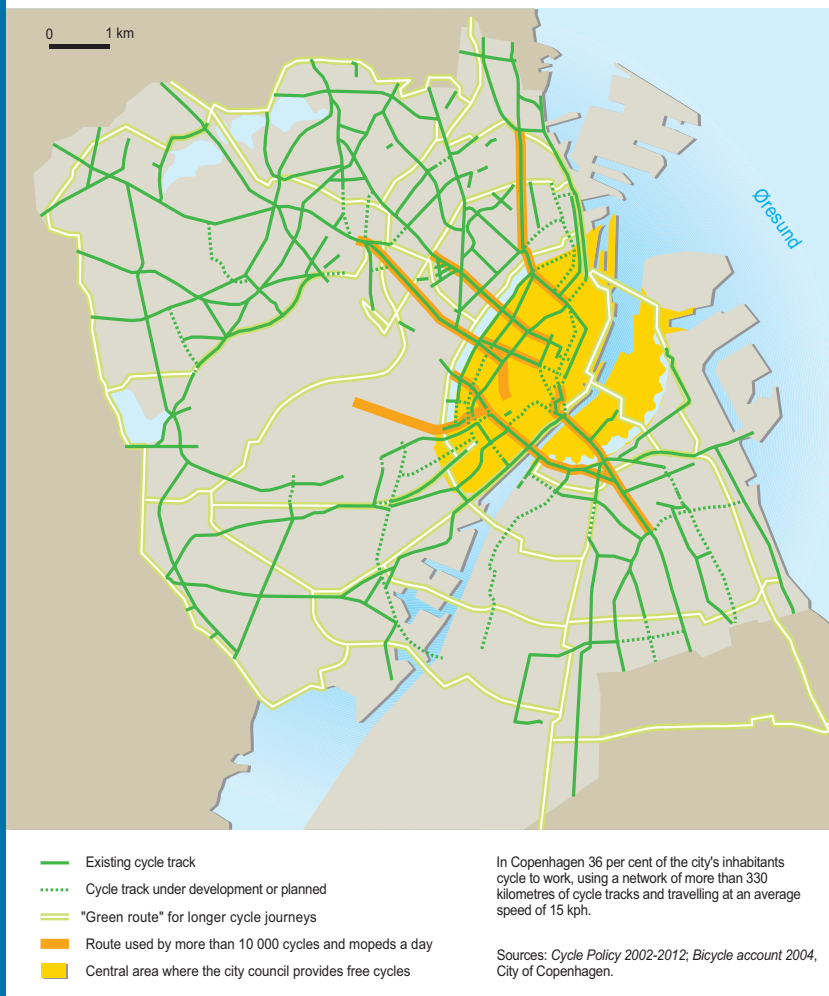 0 1 km
Øresund
Existing cycle track
Cycle track under development or planned
"Green route" for longer cycle journeys
Route used by more than 10 000 cycles and mopeds a day
Central area where the city council provides free cycles
In Copenhagen 36 per cent of the city's inhabitants
cycle to work, using a network of more than 330
kilometres of cycle tracks and travelling at an average
speed of 15 kph.
Sources: Cycle Policy 2002-2012; Bicycle account 2004,
City of Copenhagen.